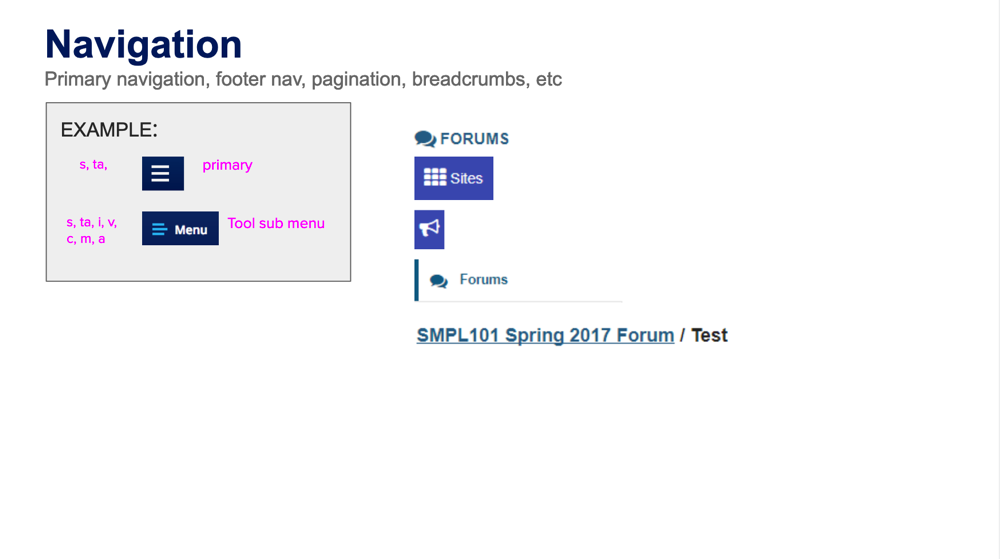 Navigation
Primary navigation, footer nav, pagination, breadcrumbs, etc
EXAMPLE:
s, ta,
primary
s, ta, i, v,
c, m, a
Menu
Tool sub menu
FORUMS
Sites
Forums
SMPL101 Spring 2017 Forum / Test